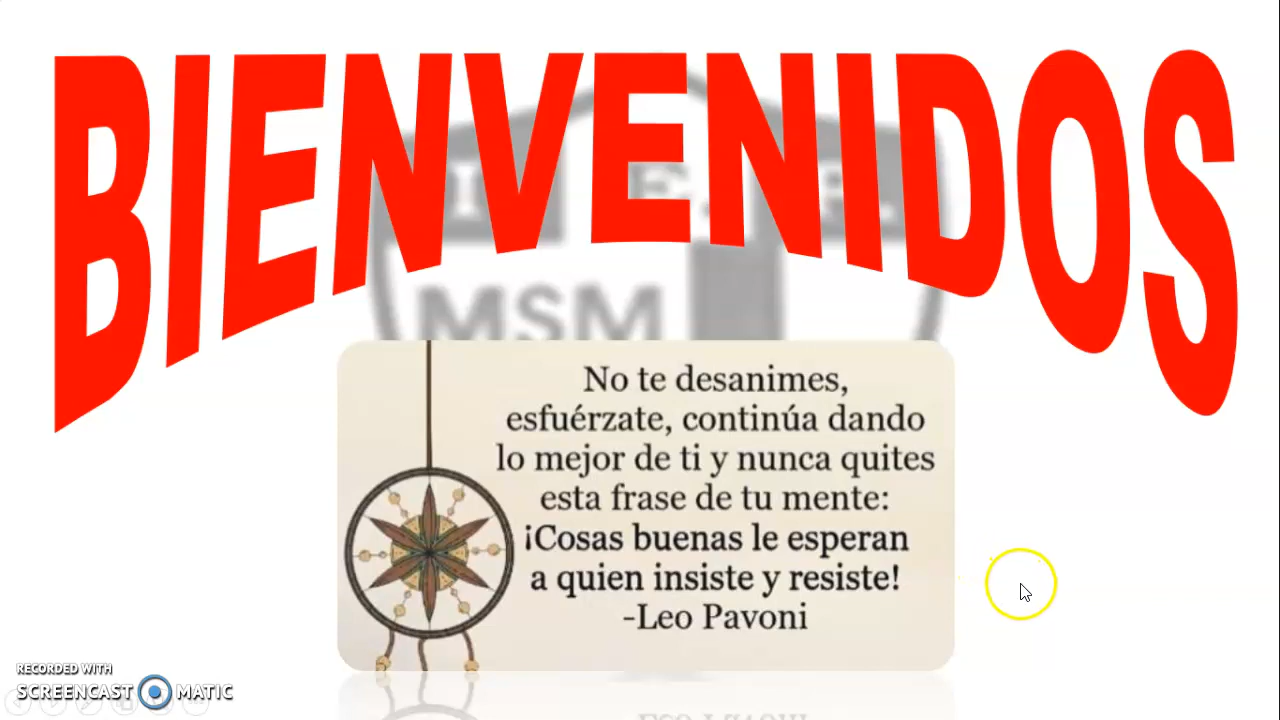 BIENVENIDOS
MSM
No te desanimes,
esfuérzate, continúa dando
lo mejor de ti y nunca quites
esta frase de tu mente:
¡Cosas buenas le esperan
a quien insiste y resiste!
-Leo Pavoni
RECORDED WITH
SCREENCAST MATIC